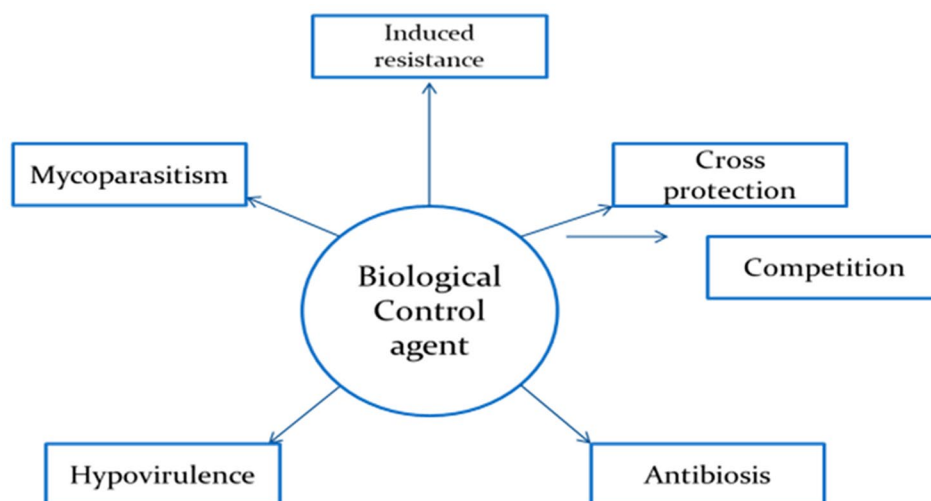 Induced
resistance
Mycoparasitism
Cross
protection
Competition
Biological
Control
agent
Hypovirulence
Antibiosis